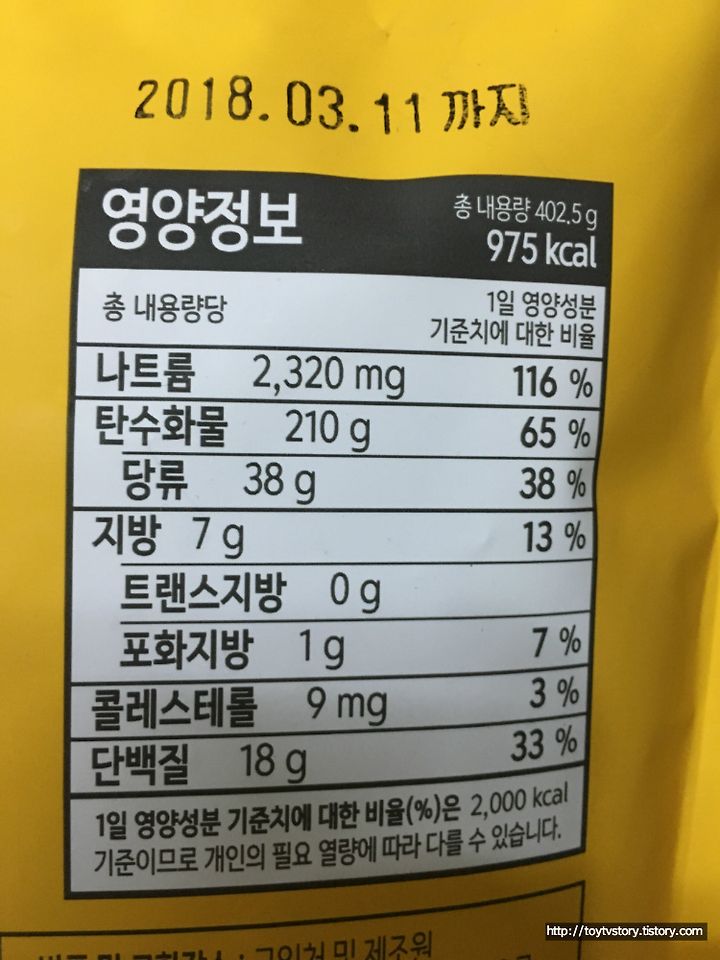 2018.03.11 까지
영양정보
총 내용량 402.5 g
975 kcal
총 내용량당
1일 영양성분
기준치에 대한 비율
나트륨 2,320 mg 116 %
탄수화물 210 g 65 %
당류 38 g 38 %
지방 7 g 13 %
트랜스지방 0 g
포화지방 1 g 7 %
콜레스테롤 9 mg 3 %
단백질 18 g 33 %
1일 영양성분 기준치에 대한 비율(%)은 2,000 kcal
기준이므로 개인의 필요 열량에 따라 다를 수 있습니다.
및 제조원
http://toytvstory.tistory.com